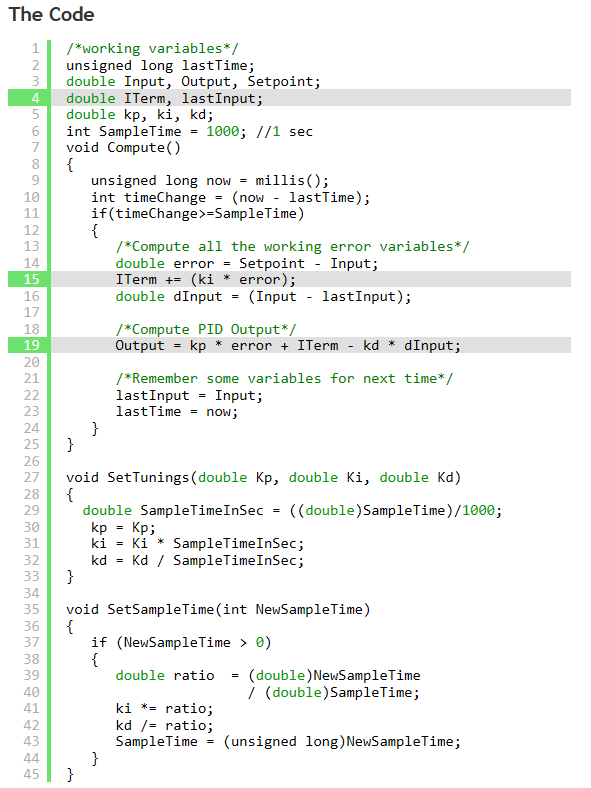 The Code
1 /*working variables*/
2 unsigned long lastTime;
3 double Input, Output, Setpoint;
4 double ITerm, lastInput;
5 double kp, ki, kd;
6 int SampleTime = 1000; //1 sec
7 void Compute()
8 {
9    unsigned long now = millis();
10    int timeChange = (now - lastTime);
11    if(timeChange>=SampleTime)
12    {
13       /*Compute all the working error variables*/
14       double error = Setpoint - Input;
15       ITerm += (ki * error);
16       double dInput = (Input - lastInput);
17
18       /*Compute PID Output*/
19       Output = kp * error + ITerm - kd * dInput;
20
21       /*Remember some variables for next time*/
22       lastInput = Input;
23       lastTime = now;
24    }
25 }
26
27 void SetTunings(double Kp, double Ki, double Kd)
28 {
29   double SampleTimeInSec = ((double)SampleTime)/1000;
30    kp = Kp;
31    ki = Ki * SampleTimeInSec;
32    kd = Kd / SampleTimeInSec;
33 }
34
35 void SetSampleTime(int NewSampleTime)
36 {
37    if (NewSampleTime > 0)
38    {
39       double ratio  = (double)NewSampleTime
40                       / (double)SampleTime;
41       ki *= ratio;
42       kd /= ratio;
43       SampleTime = (unsigned long)NewSampleTime;
44    }
45 }